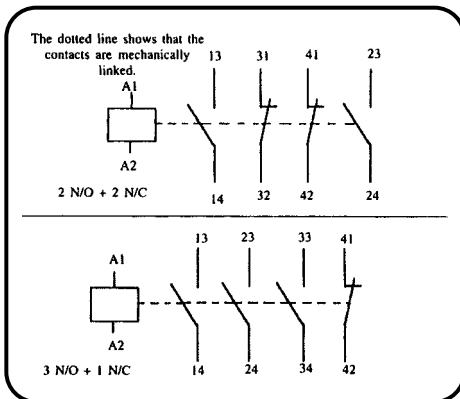 The dotted line shows that the
contacts are mechanically
linked.
13 31 41 23
A1
A2
14 32 42 24
2 N/O + 2 N/C
13 23 33 41
A1
A2
14 24 34 42
3 N/O + 1 N/C